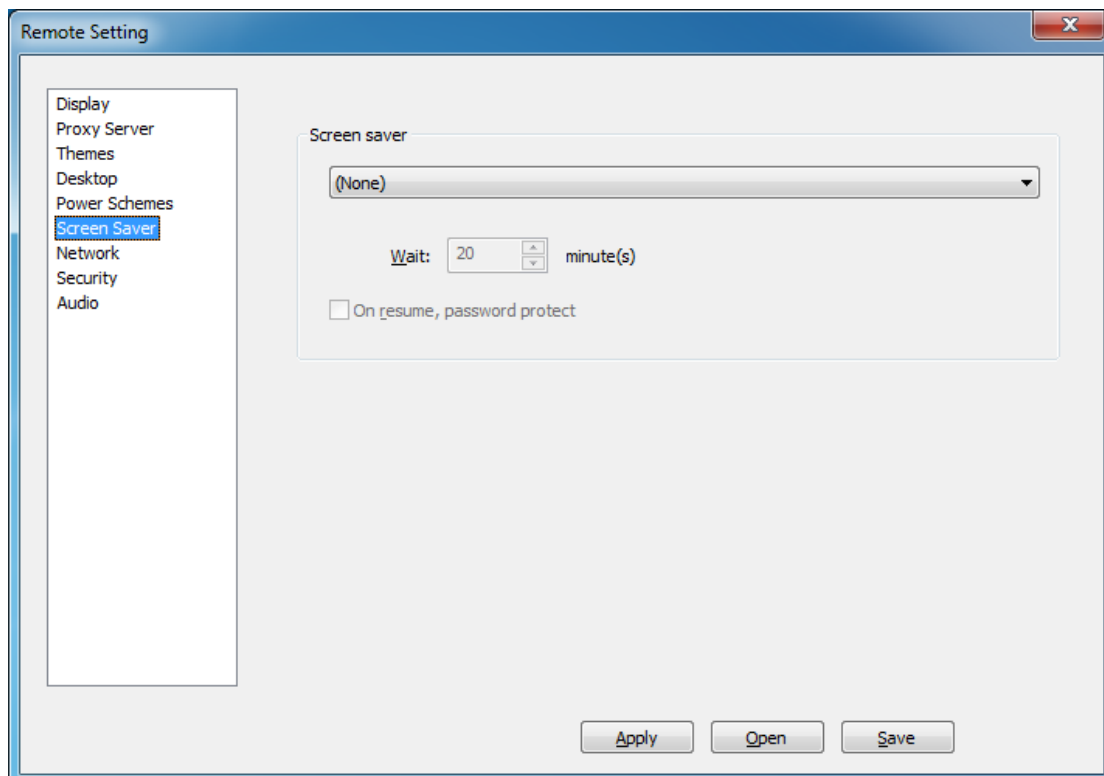 Remote Setting
Display
Proxy Server
Themes
Desktop
Power Schemes
Screen Saver
Network
Security
Audio
Screen saver
(None)
Wait: 20 minute(s)
On resume, password protect
Apply Open Save